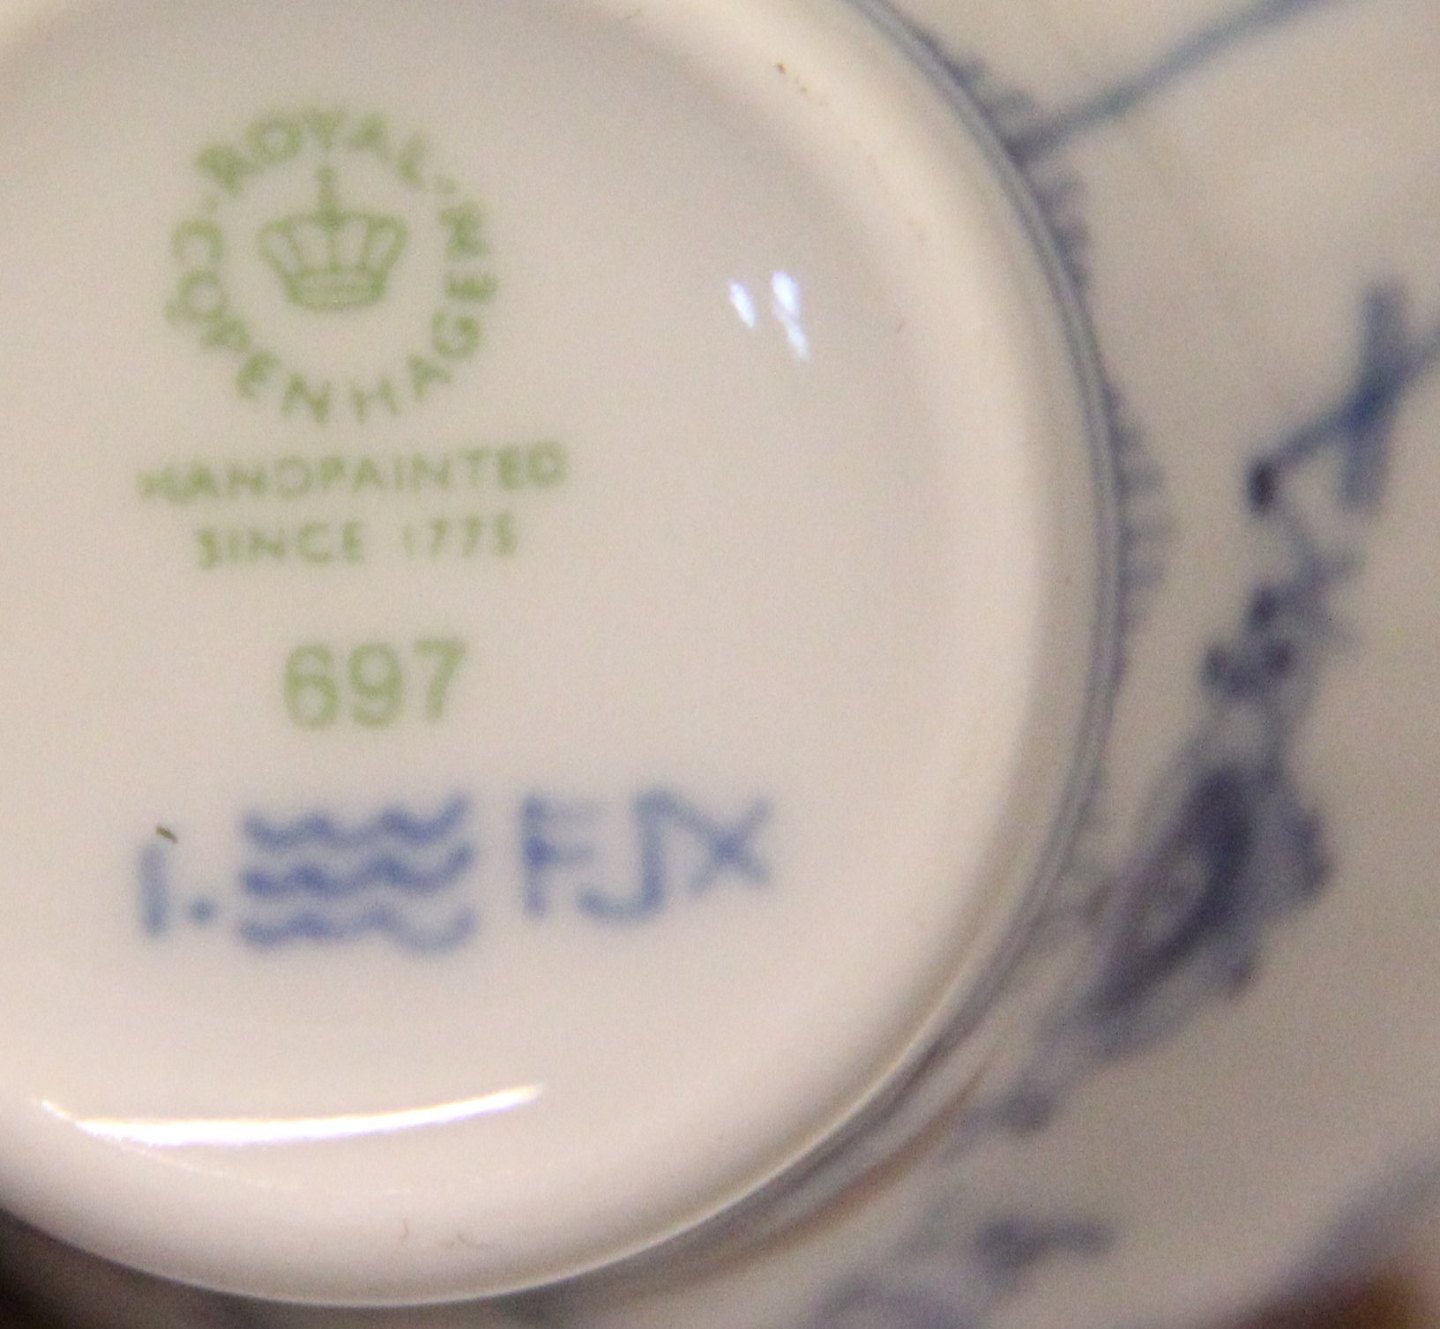 ROYAL
COPENHAGEN
HANDPAINTED
SINCE 1775
697
1. FJX